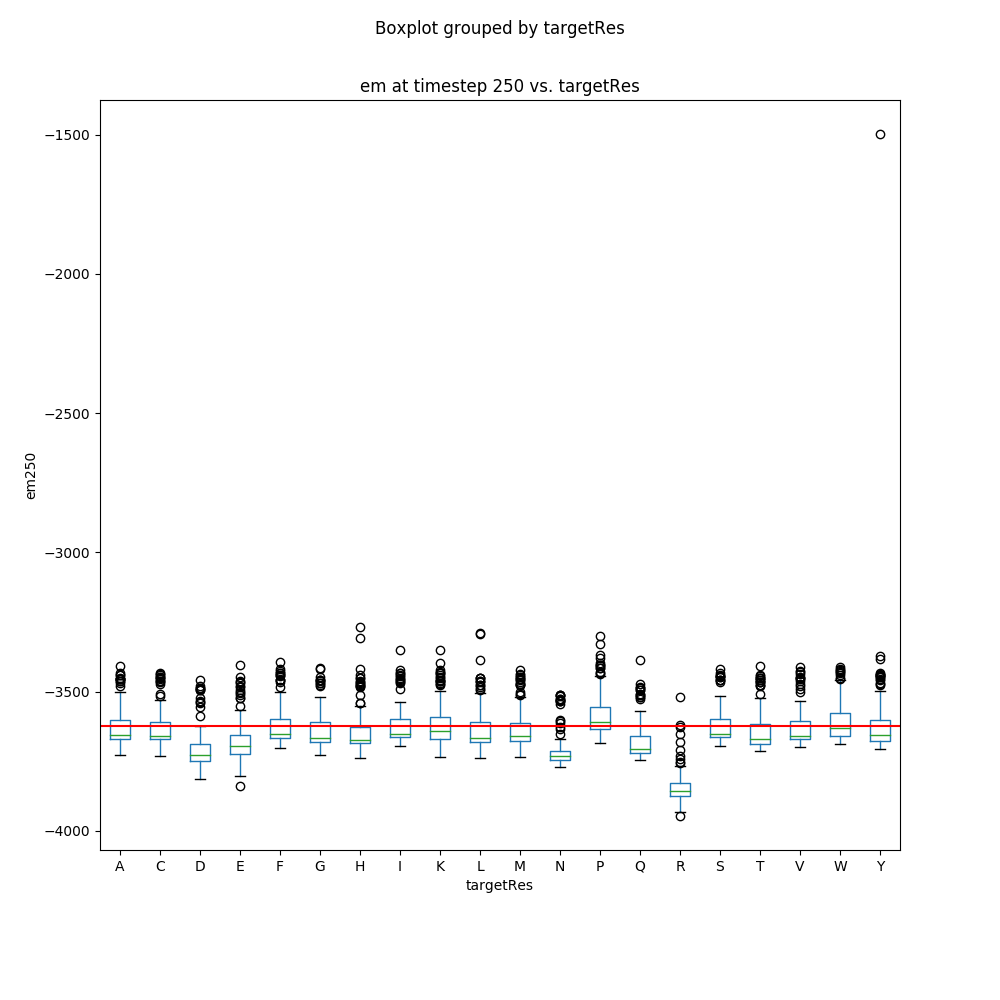 Boxplot grouped by targetRes
em at timestep 250 vs. targetRes
−1500
−2000
−2500
−3000
−3500
−4000
em250
A C D E F G H I K L M N P Q R S T V W Y
targetRes